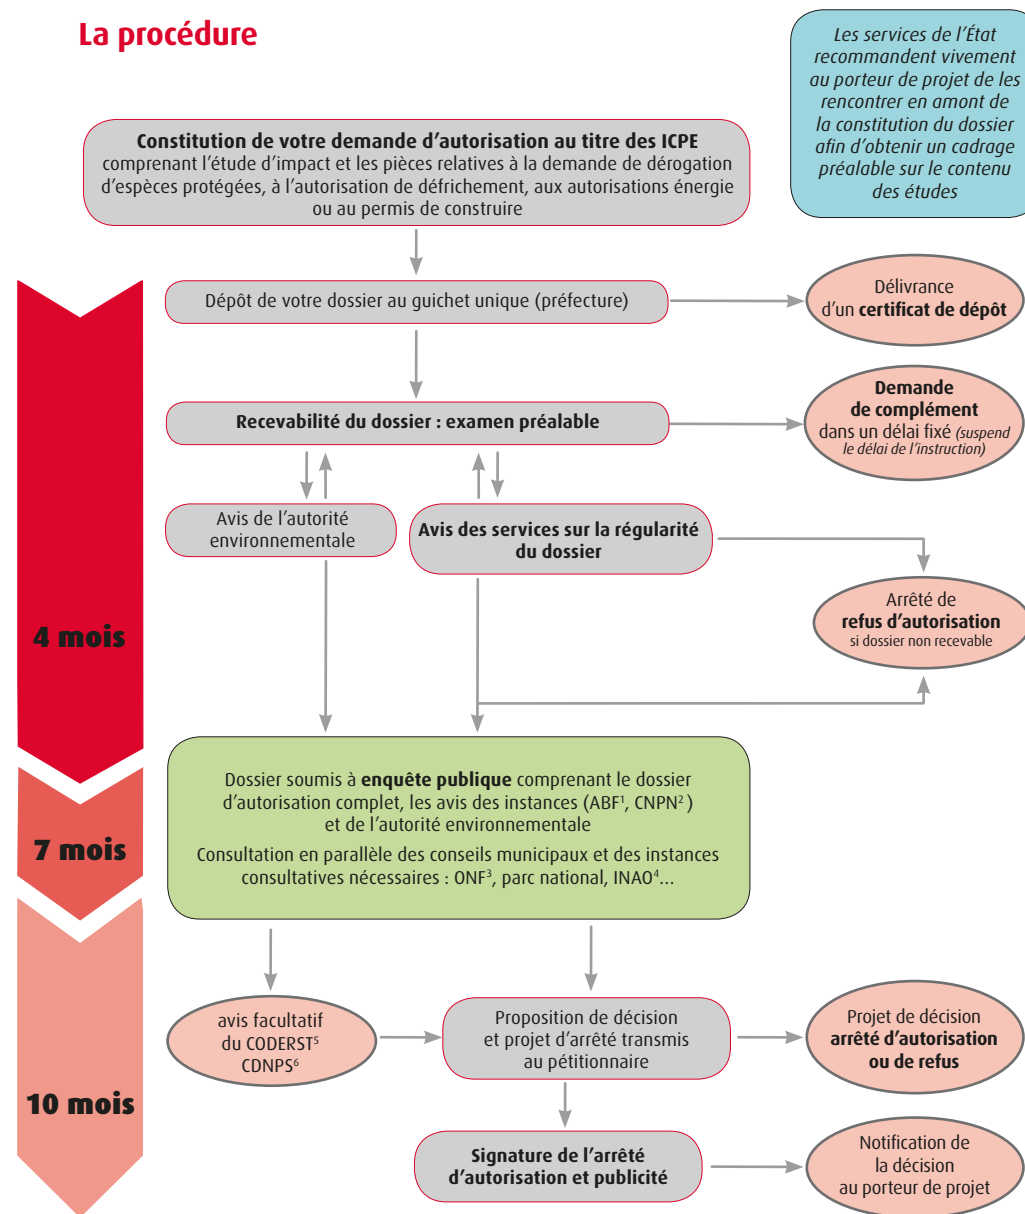 La procédure
Les services de l'État
recommandent vivement
au porteur de projet de les
rencontrer en amont de
la constitution du dossier
afin d'obtenir un cadrage
préalable sur le contenu
des études
Constitution de votre demande d'autorisation au titre des ICPE
comprenant l'étude d'impact et les pièces relatives à la demande de dérogation
d'espèces protégées, à l'autorisation de défrichement, aux autorisations énergie
ou au permis de construire
Dépôt de votre dossier au guichet unique (préfecture)
Délivrance
d'un certificat de dépôt
Recevabilité du dossier : examen préalable
Demande
de complément
dans un délai fixé (suspend
le délai de l'instruction)
Avis de l'autorité
environnementale
Avis des services sur la régularité
du dossier
Arrêté de
refus d'autorisation
si dossier non recevable
4 mois
Dossier soumis à enquête publique comprenant le dossier
d'autorisation complet, les avis des instances (ABF¹, CNPN² )
et de l'autorité environnementale
Consultation en parallèle des conseils municipaux et des instances
consultatives nécessaires : ONF³, parc national, INAO⁴...
7 mois
avis facultatif
du CODERST⁵
CDNPS⁶
Proposition de décision
et projet d'arrêté transmis
au pétitionnaire
Projet de décision
arrêté d'autorisation
ou de refus
10 mois
Signature de l'arrêté
d'autorisation et publicité
Notification de
la décision
au porteur de projet